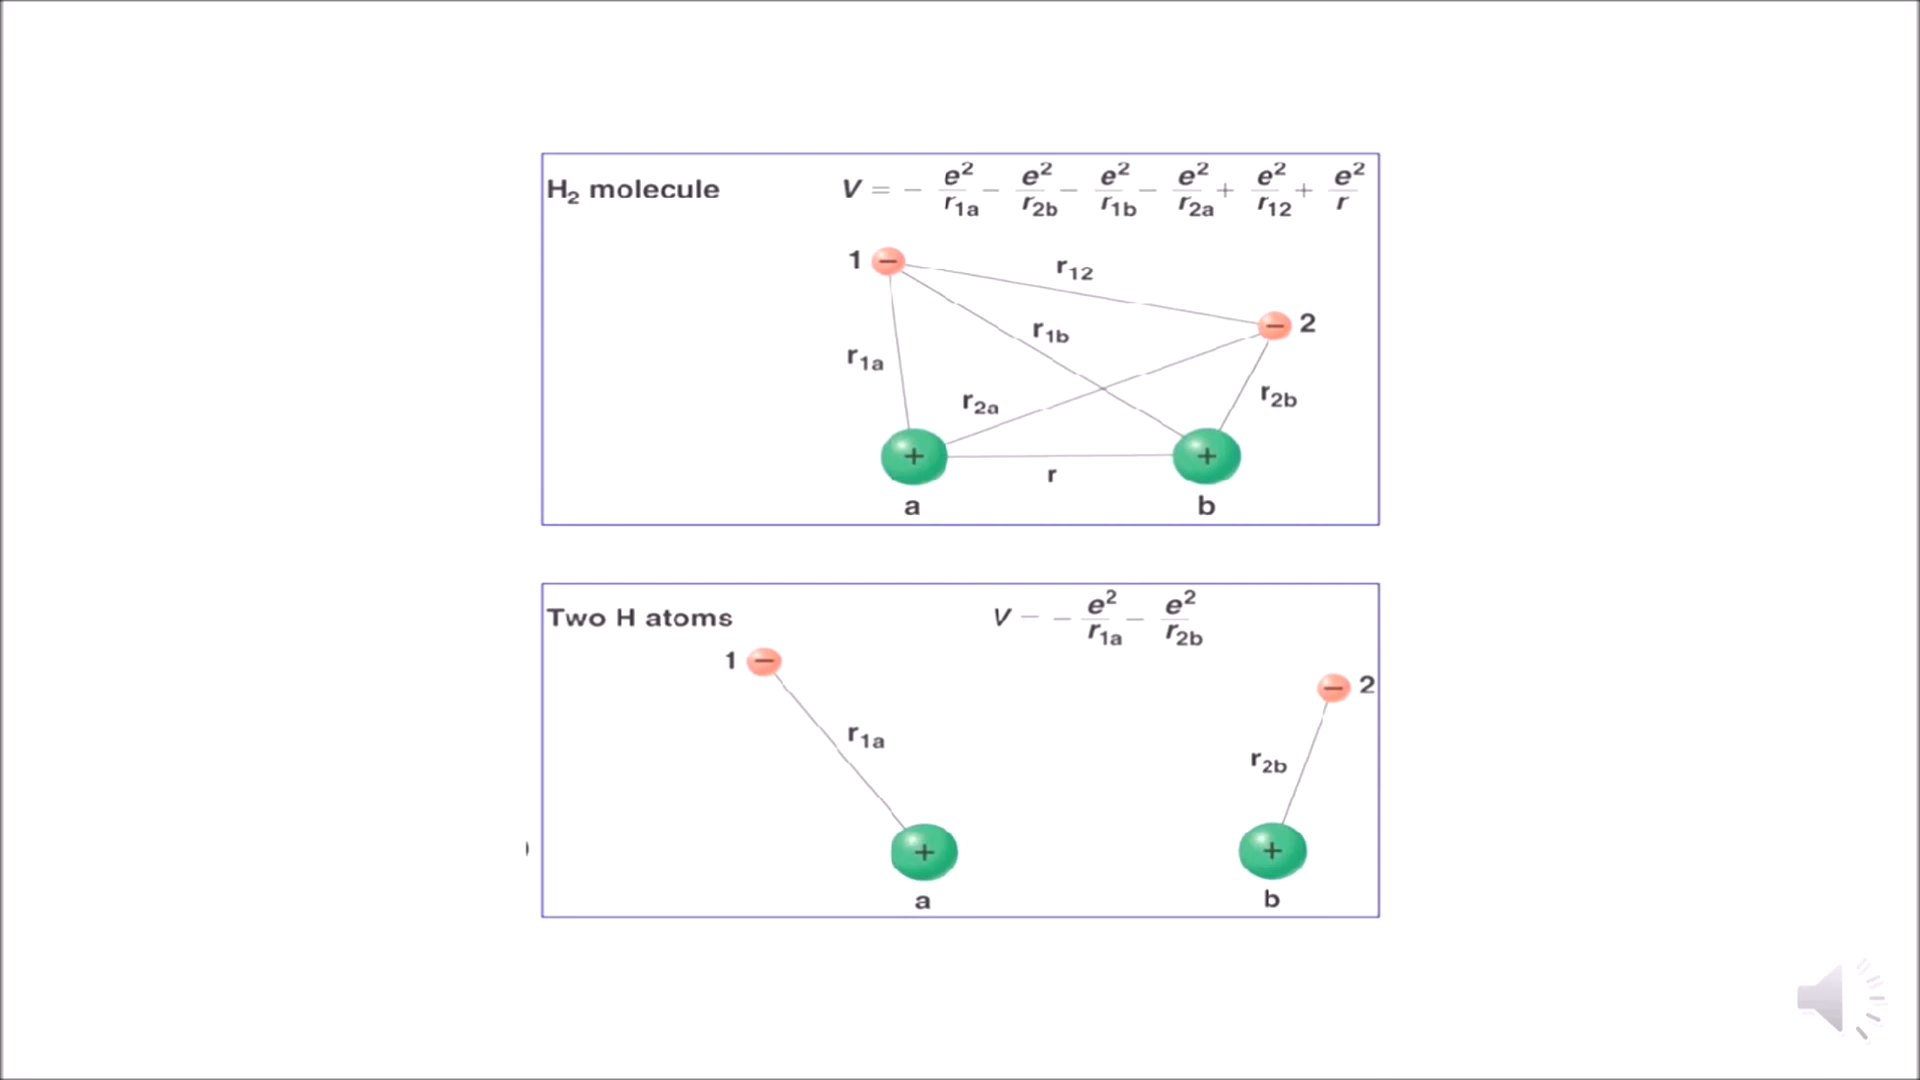 H₂ molecule V = − e²/r₁ₐ − e²/r₂b − e²/r₁b − e²/r₂ₐ + e²/r₁₂ + e²/r
1 −
r₁₂
− 2
r₁b
r₁ₐ
r₂ₐ
r₂b
+ +
r
a b
Two H atoms V − − e²/r₁ₐ − e²/r₂b
1 −
− 2
r₁ₐ
r₂b
+ +
a b